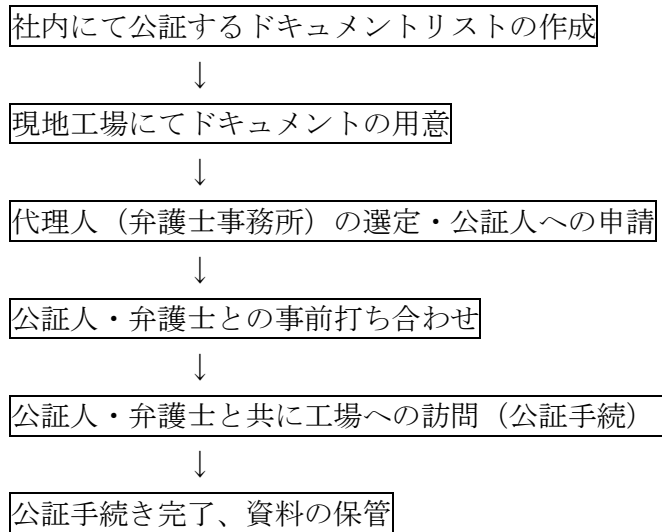 社内にて公証するドキュメントリストの作成
↓
現地工場にてドキュメントの用意
↓
代理人（弁護士事務所）の選定・公証人への申請
↓
公証人・弁護士との事前打ち合わせ
↓
公証人・弁護士と共に工場への訪問（公証手続）
↓
公証手続き完了、資料の保管